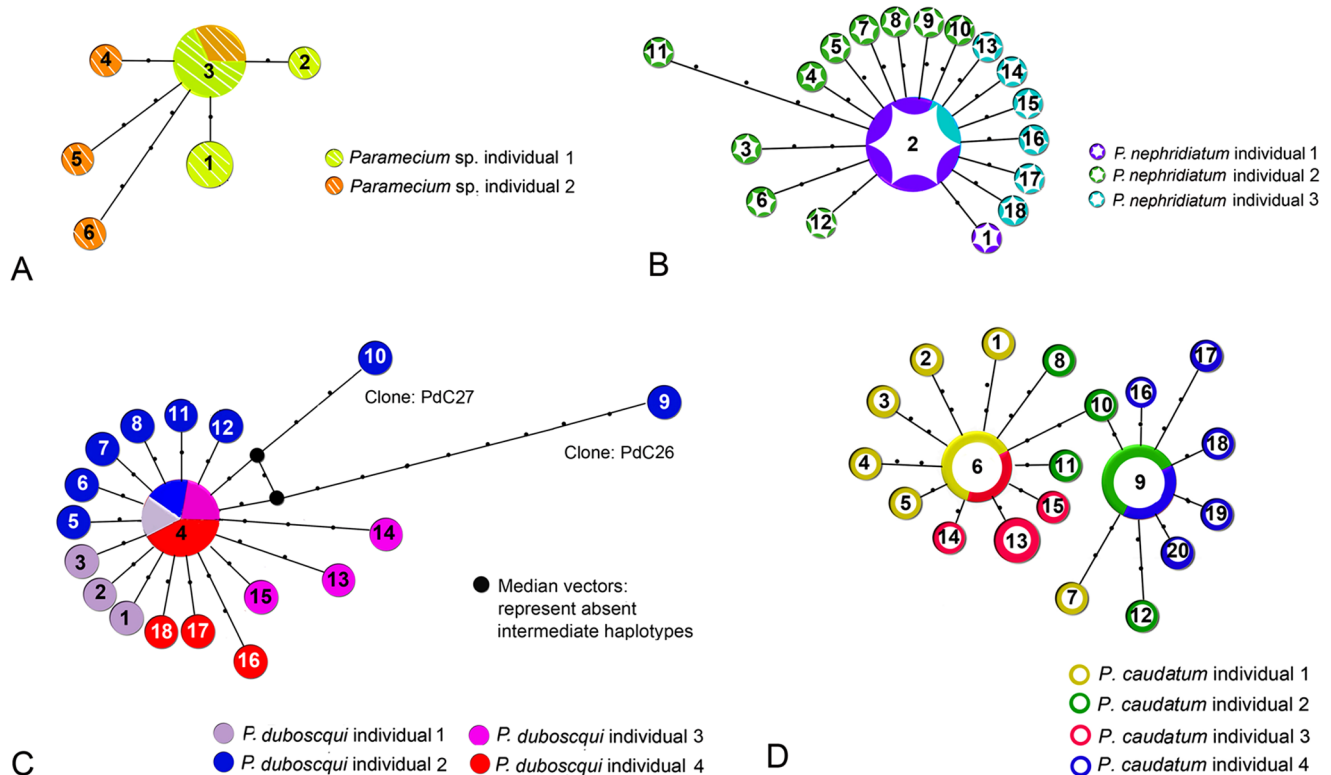 4
3
2
5
1
6
Paramecium sp. individual 1
Paramecium sp. individual 2
A
11
5
7
8
9
10
13
4
14
15
3
2
16
6
17
12
18
1
P. nephridiatum individual 1
P. nephridiatum individual 2
P. nephridiatum individual 3
B
10
Clone: PdC27
9
Clone: PdC26
8
11
12
7
6
5
4
14
3
13
2
15
1
18
17
16
Median vectors:
represent absent
intermediate haplotypes
P. duboscqui individual 1
P. duboscqui individual 2
P. duboscqui individual 3
P. duboscqui individual 4
C
1
2
8
17
3
10
16
18
4
6
11
9
5
15
19
14
13
20
7
12
P. caudatum individual 1
P. caudatum individual 2
P. caudatum individual 3
P. caudatum individual 4
D